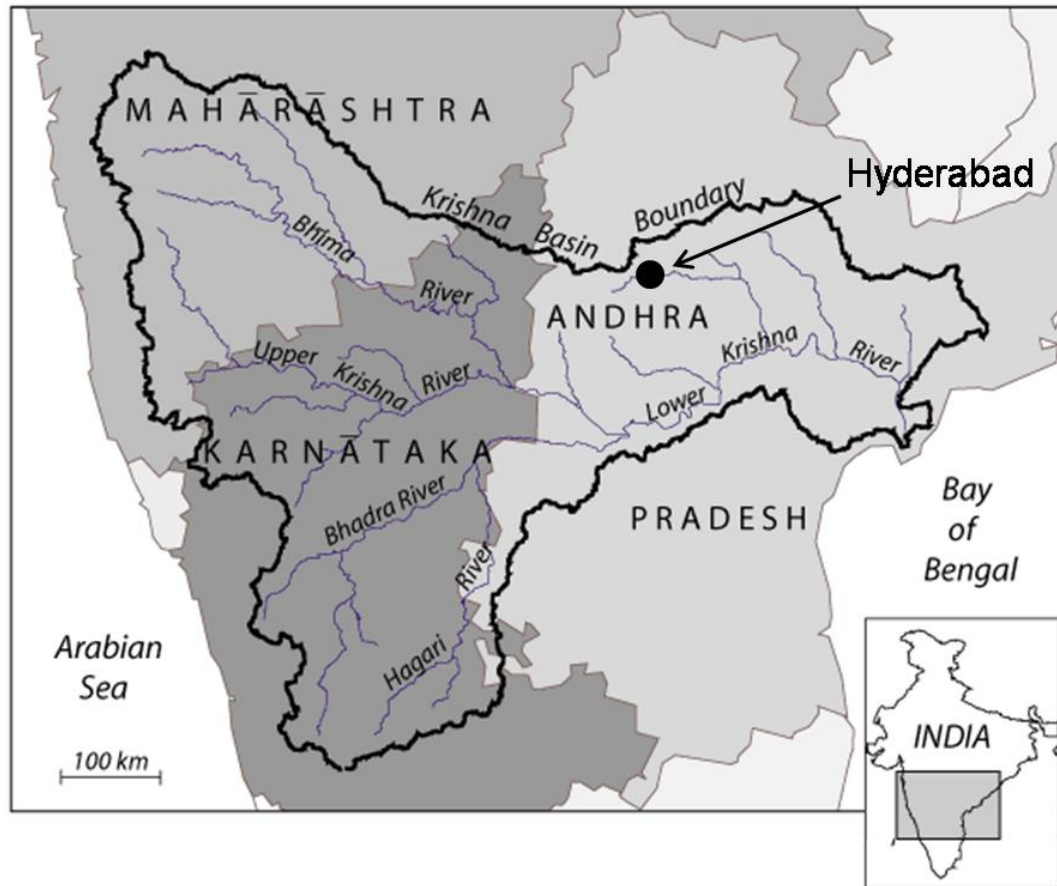 MAHĀRĀSHTRA
Krishna Basin Boundary
Hyderabad
Bhima River
ANDHRA
Upper Krishna River
Lower Krishna River
KARNĀTAKA
Bhadra River
PRADESH
Bay
of
Bengal
Hagari River
Arabian
Sea
100 km
INDIA